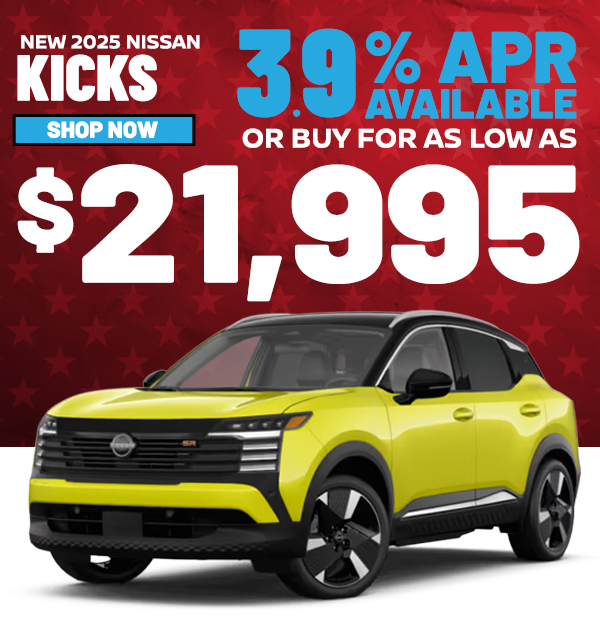 NEW 2025 NISSAN
KICKS
SHOP NOW
3.9% APR
AVAILABLE
OR BUY FOR AS LOW AS
$21,995
SR
NISSAN